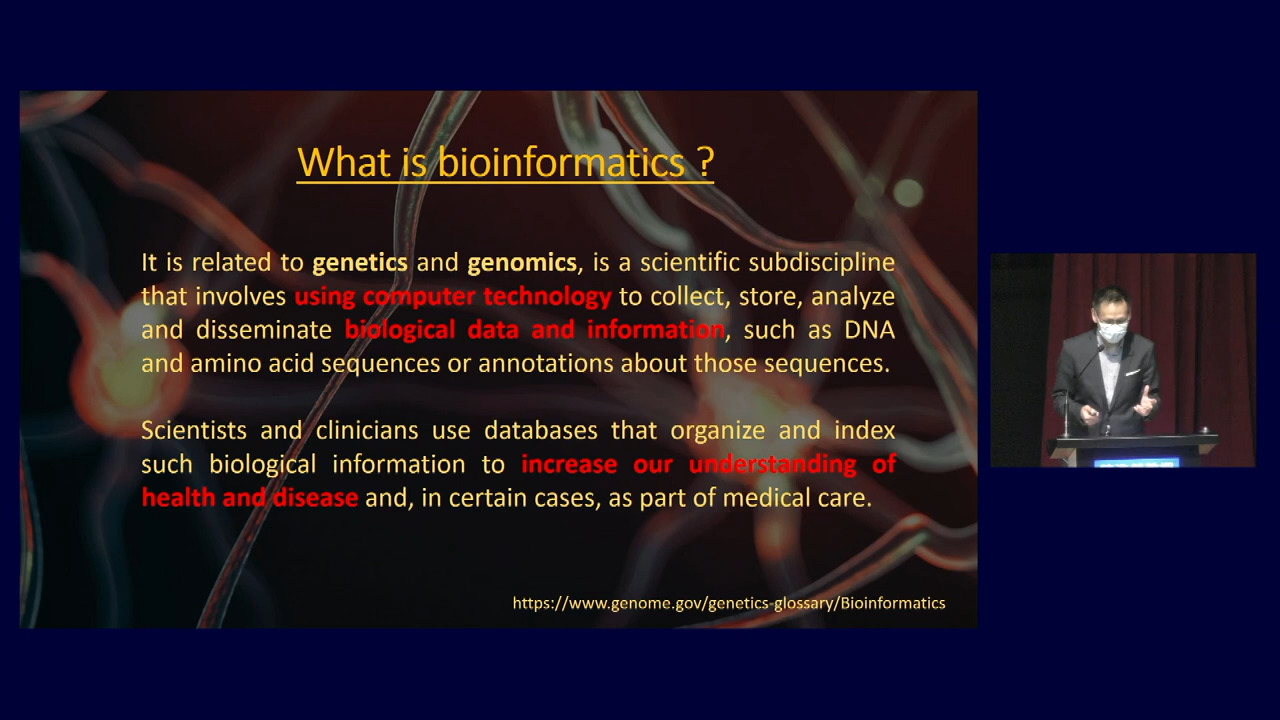 What is bioinformatics ?
It is related to genetics and genomics, is a scientific subdiscipline
that involves using computer technology to collect, store, analyze
and disseminate biological data and information, such as DNA
and amino acid sequences or annotations about those sequences.
Scientists and clinicians use databases that organize and index
such biological information to increase our understanding of
health and disease and, in certain cases, as part of medical care.
https://www.genome.gov/genetics-glossary/Bioinformatics